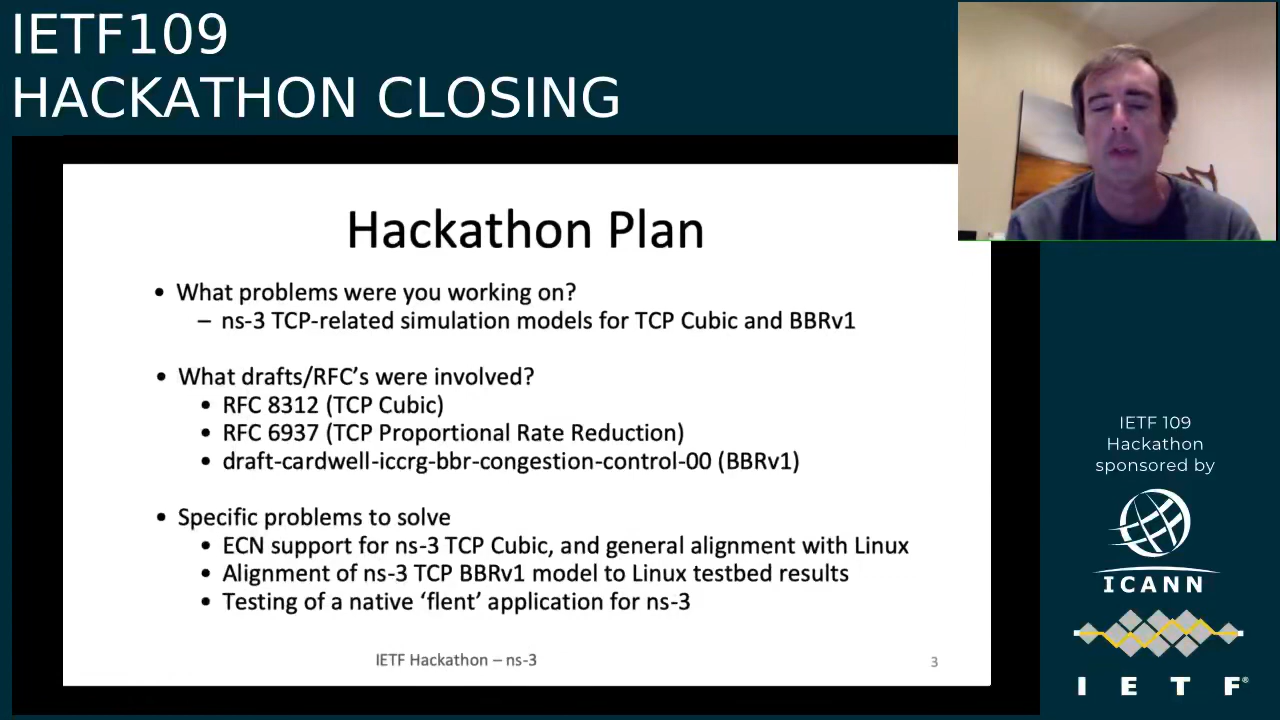 IETF109
HACKATHON CLOSING
Hackathon Plan
• What problems were you working on?
– ns-3 TCP-related simulation models for TCP Cubic and BBRv1
• What drafts/RFC’s were involved?
• RFC 8312 (TCP Cubic)
• RFC 6937 (TCP Proportional Rate Reduction)
• draft-cardwell-iccrg-bbr-congestion-control-00 (BBRv1)
• Specific problems to solve
• ECN support for ns-3 TCP Cubic, and general alignment with Linux
• Alignment of ns-3 TCP BBRv1 model to Linux testbed results
• Testing of a native ‘flent’ application for ns-3
IETF Hackathon – ns-3
3
IETF 109
Hackathon
sponsored by
ICANN
I E T F®